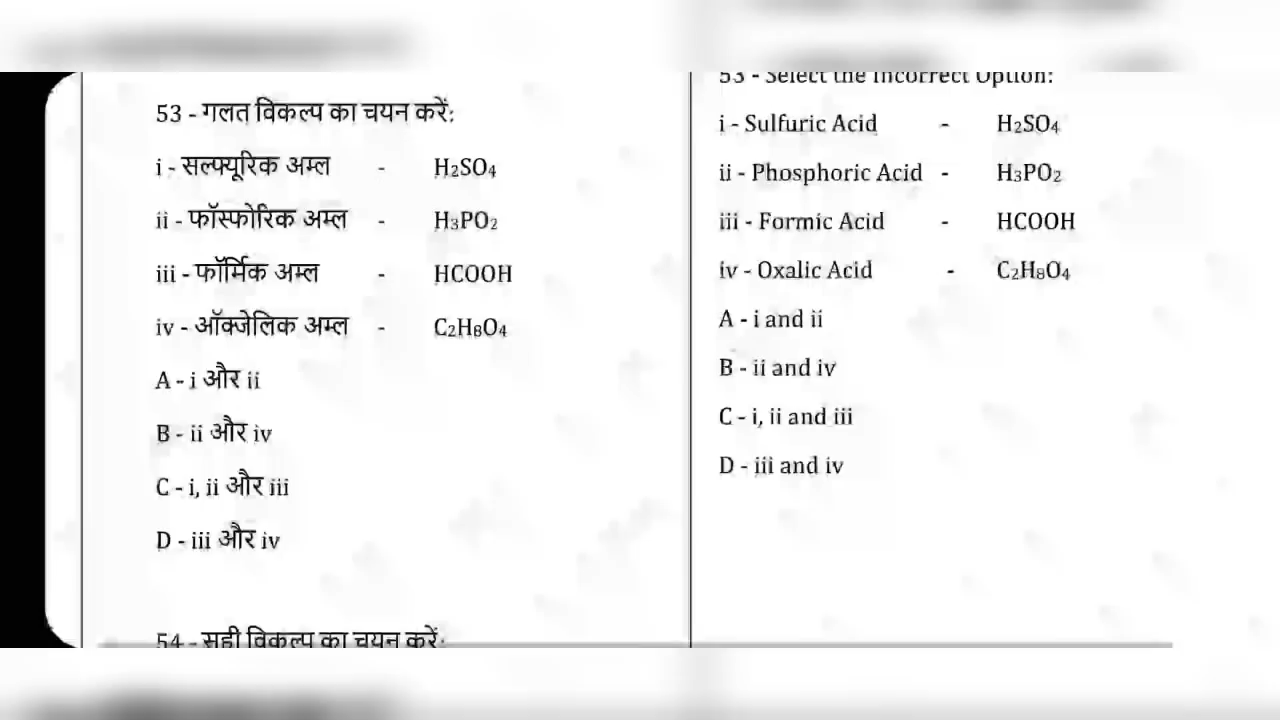 53 - गलत विकल्प का चयन करें:
i - सल्फ्यूरिक अम्ल - H₂SO₄
ii - फॉस्फोरिक अम्ल - H₃PO₂
iii - फॉर्मिक अम्ल - HCOOH
iv - ऑक्जेलिक अम्ल - C₂H₈O₄
A - i और ii
B - ii और iv
C - i, ii और iii
D - iii और iv
54 - सही विकल्प का चयन करें:
53 - Select the Incorrect Option:
i - Sulfuric Acid - H₂SO₄
ii - Phosphoric Acid - H₃PO₂
iii - Formic Acid - HCOOH
iv - Oxalic Acid - C₂H₈O₄
A - i and ii
B - ii and iv
C - i, ii and iii
D - iii and iv